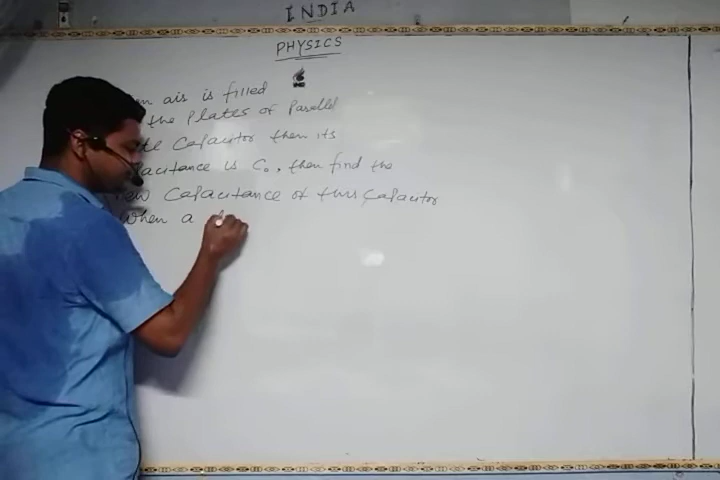 INDIA
PHYSICS
air is filled
the Plates of Parallel
Capacitor then its
is C₀, then find the
new Capacitance of this Capacitor
When a